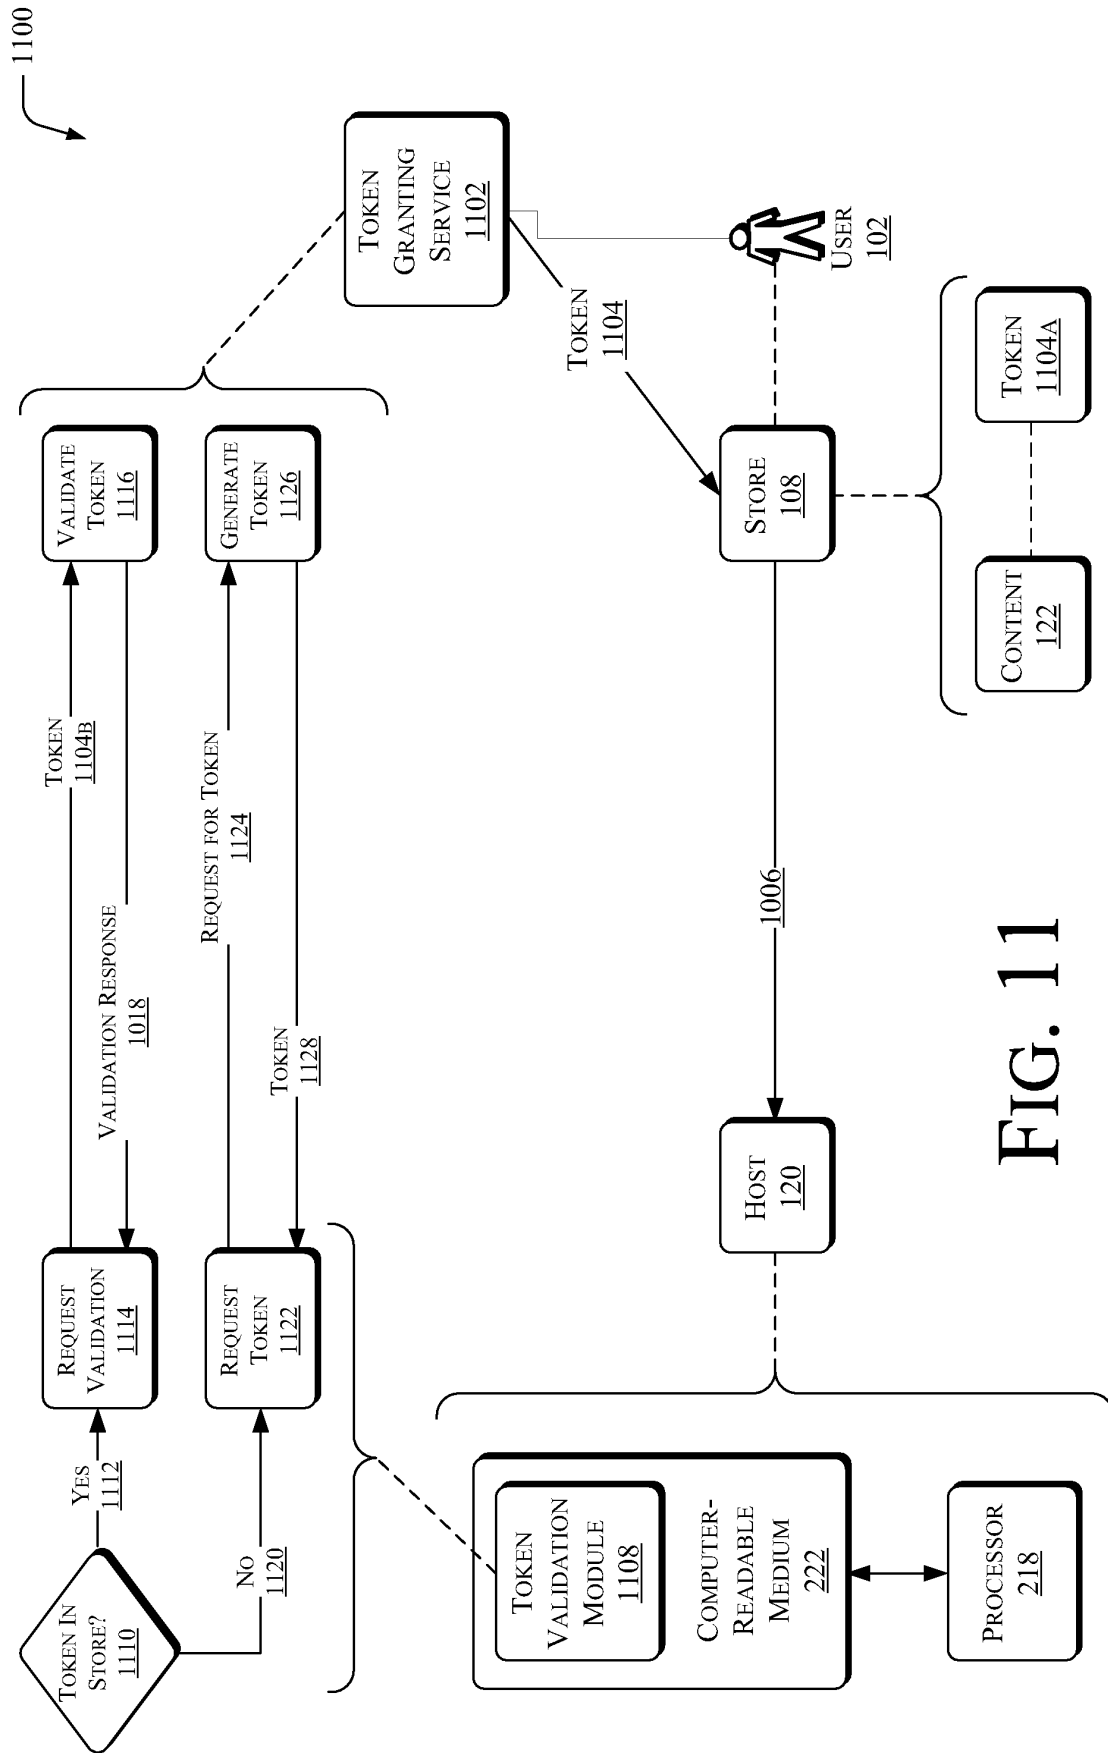 1100
TOKEN IN
STORE?
1110
YES
1112
NO
1120
REQUEST
VALIDATION
1114
REQUEST
TOKEN
1122
TOKEN
1104B
VALIDATION RESPONSE
1018
REQUEST FOR TOKEN
1124
TOKEN
1128
VALIDATE
TOKEN
1116
GENERATE
TOKEN
1126
TOKEN
GRANTING
SERVICE
1102
TOKEN
1104
USER
102
TOKEN
VALIDATION
MODULE
1108
COMPUTER-
READABLE
MEDIUM
222
PROCESSOR
218
HOST
120
1006
STORE
108
CONTENT
122
TOKEN
1104A
FIG. 11